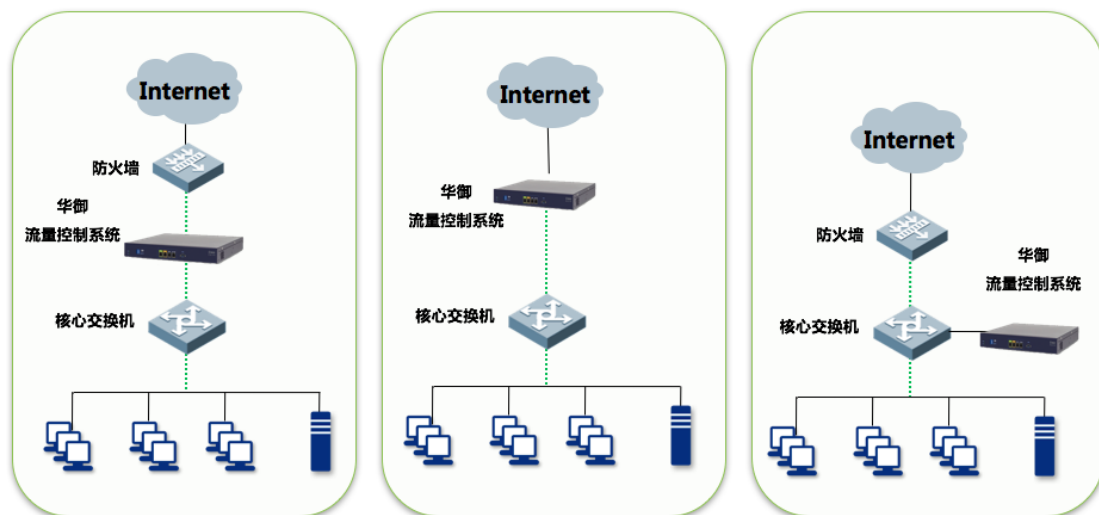 Internet
防火墙
华御
流量控制系统
核心交换机
Internet
华御
流量控制系统
核心交换机
Internet
防火墙
华御
流量控制系统
核心交换机